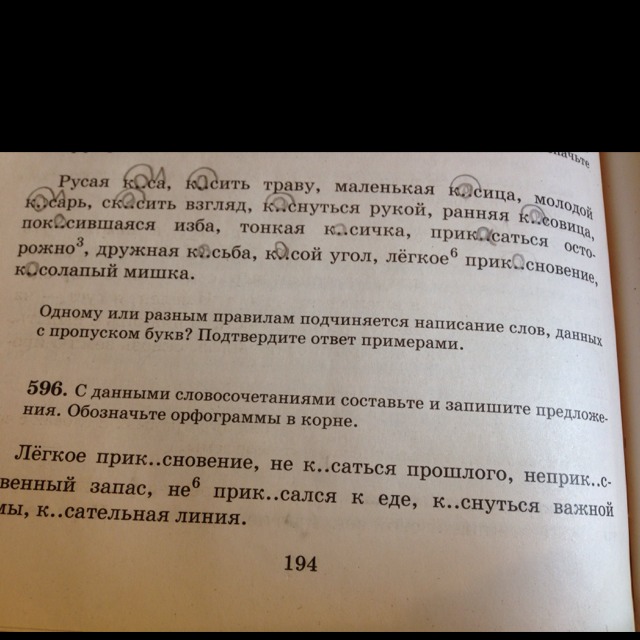 начьте
Русая к..са, к..сить траву, маленькая к..сица, молодой
к..сарь, ск..сить взгляд, к..снуться рукой, ранняя к..совица,
пок..сившаяся изба, тонкая к..сичка, прик..саться осто-
рожно³, дружная к..сьба, к..сой угол, лёгкое⁶ прик..сновение,
к..солапый мишка.
Одному или разным правилам подчиняется написание слов, данных
с пропуском букв? Подтвердите ответ примерами.
596. С данными словосочетаниями составьте и запишите предложе-
ния. Обозначьте орфограммы в корне.
Лёгкое прик..сновение, не к..саться прошлого, неприк..с-
венный запас, не⁶ прик..сался к еде, к..снуться важной
мы, к..сательная линия.
194